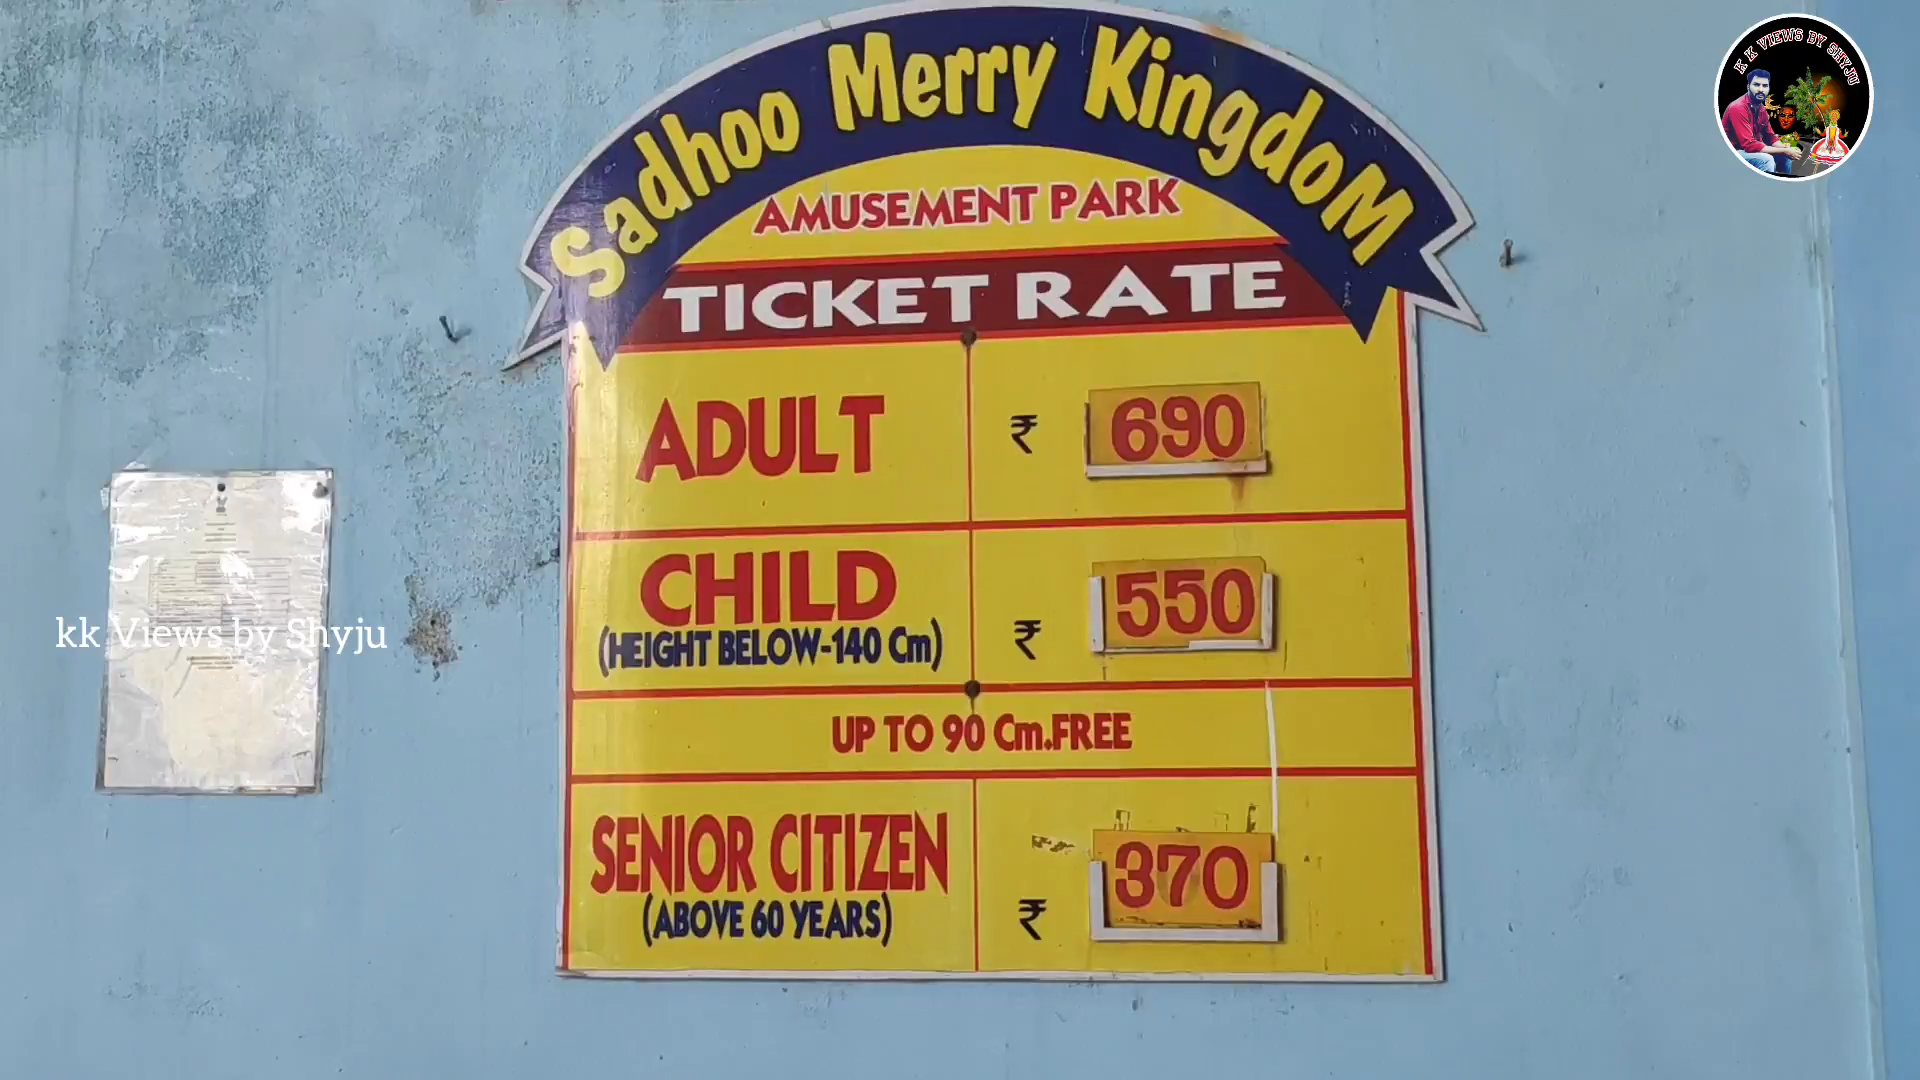 K K VIEWS BY SHYJU
Sadhoo Merry KingdoM
AMUSEMENT PARK
TICKET RATE
ADULT ₹ 690
CHILD ₹ 550
(HEIGHT BELOW-140 Cm)
UP TO 90 Cm.FREE
SENIOR CITIZEN ₹ 370
(ABOVE 60 YEARS)
kk Views by Shyju